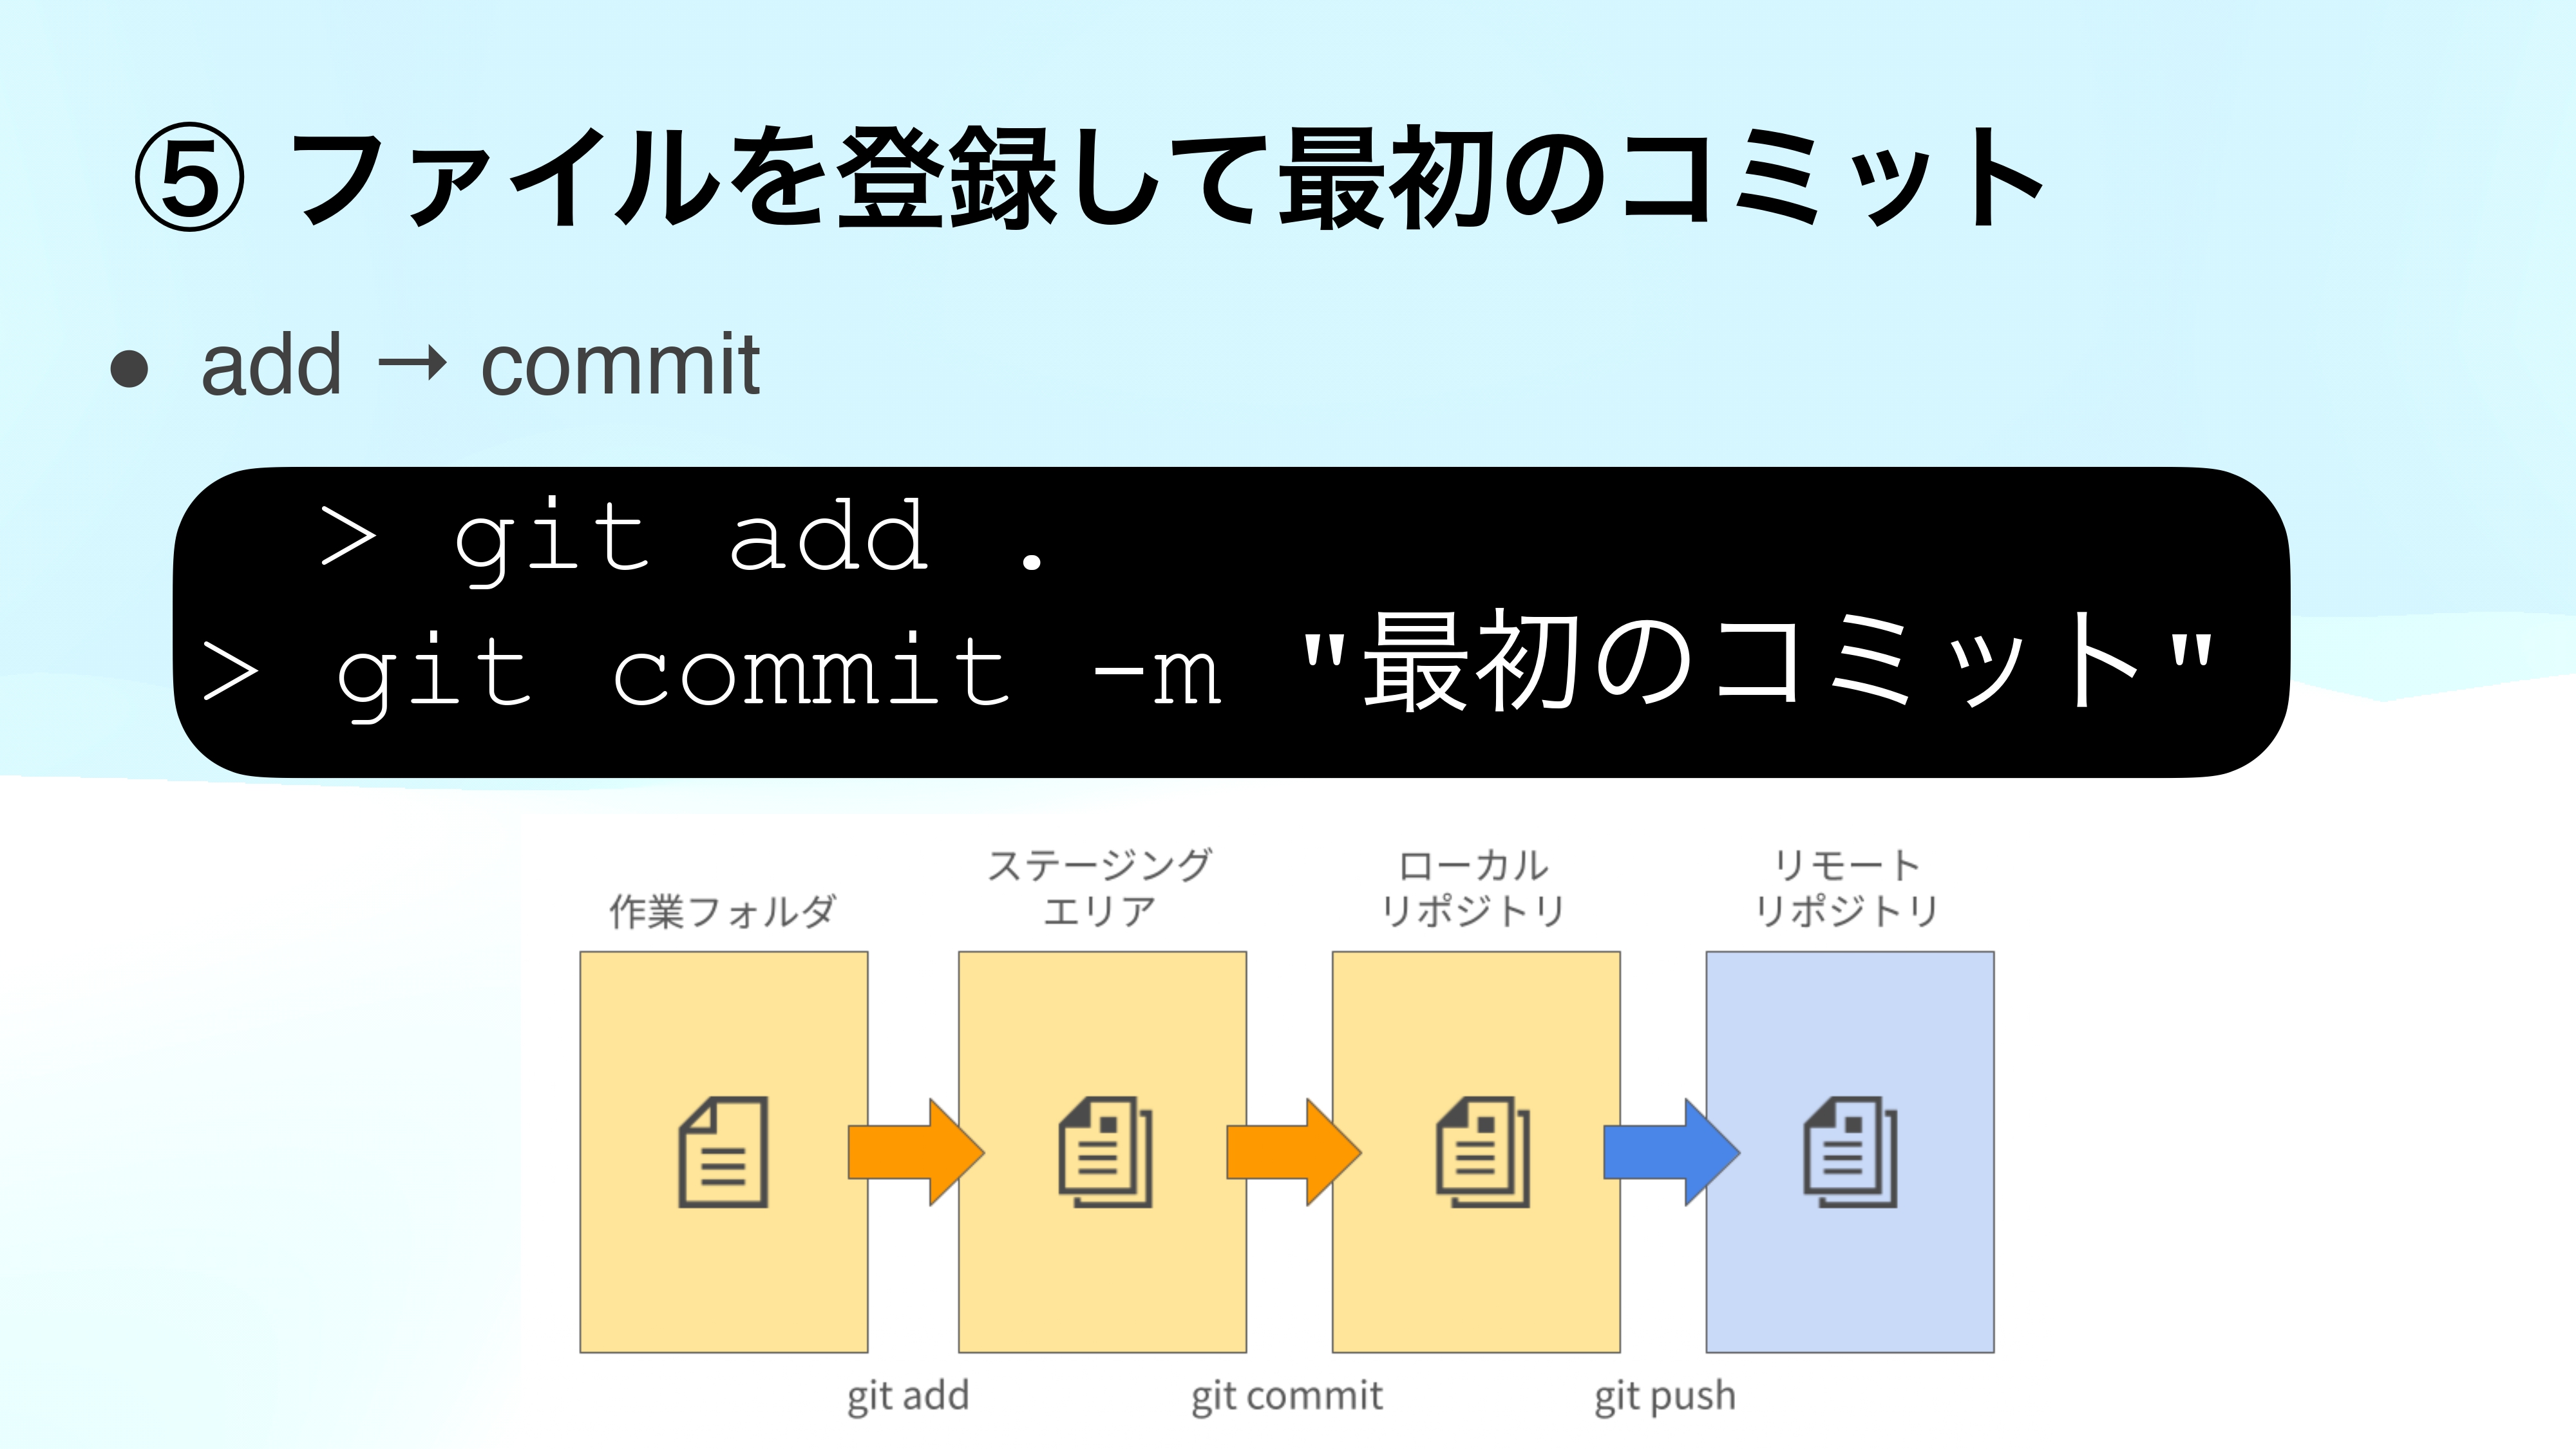 ⑤ ファイルを登録して最初のコミット
● add → commit
> git add .
> git commit -m "最初のコミット"
作業フォルダ
ステージング
エリア
ローカル
リポジトリ
リモート
リポジトリ
git add
git commit
git push